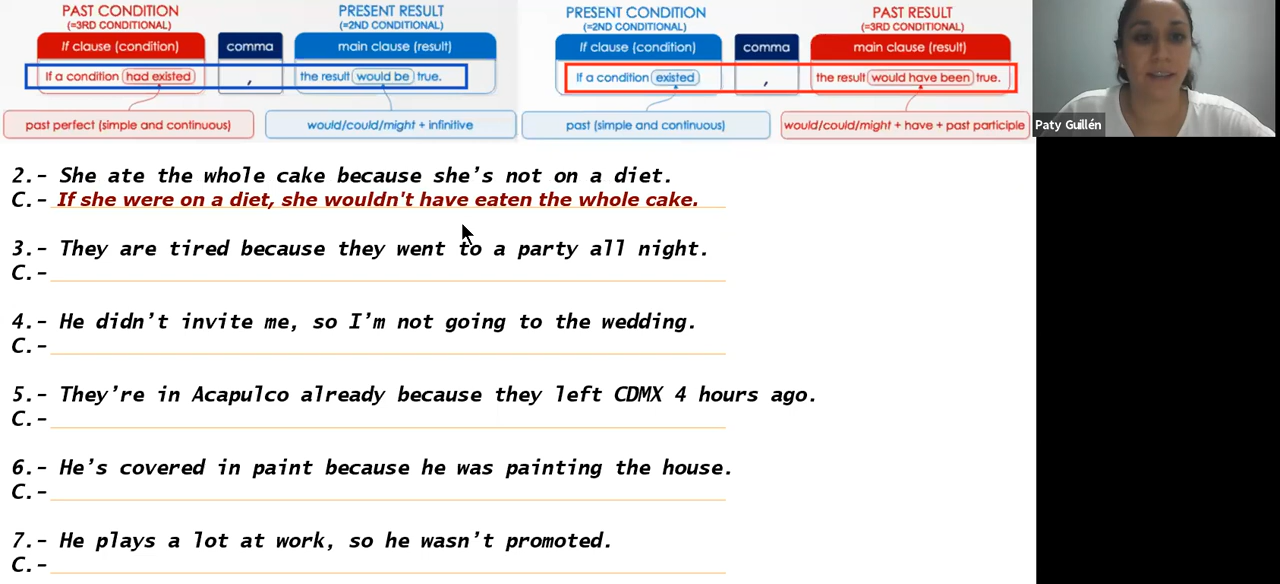 PAST CONDITION
(=3RD CONDITIONAL)
PRESENT RESULT
(=2ND CONDITIONAL)
If clause (condition)
comma
main clause (result)
If a condition had existed
,
the result would be true.
past perfect (simple and continuous)
would/could/might + infinitive
PRESENT CONDITION
(=2ND CONDITIONAL)
PAST RESULT
(=3RD CONDITIONAL)
If clause (condition)
comma
main clause (result)
If a condition existed
,
the result would have been true.
past (simple and continuous)
would/could/might + have + past participle
Paty Guillén
2.- She ate the whole cake because she’s not on a diet.
C.- If she were on a diet, she wouldn't have eaten the whole cake.
3.- They are tired because they went to a party all night.
C.-
4.- He didn’t invite me, so I’m not going to the wedding.
C.-
5.- They’re in Acapulco already because they left CDMX 4 hours ago.
C.-
6.- He’s covered in paint because he was painting the house.
C.-
7.- He plays a lot at work, so he wasn’t promoted.
C.-